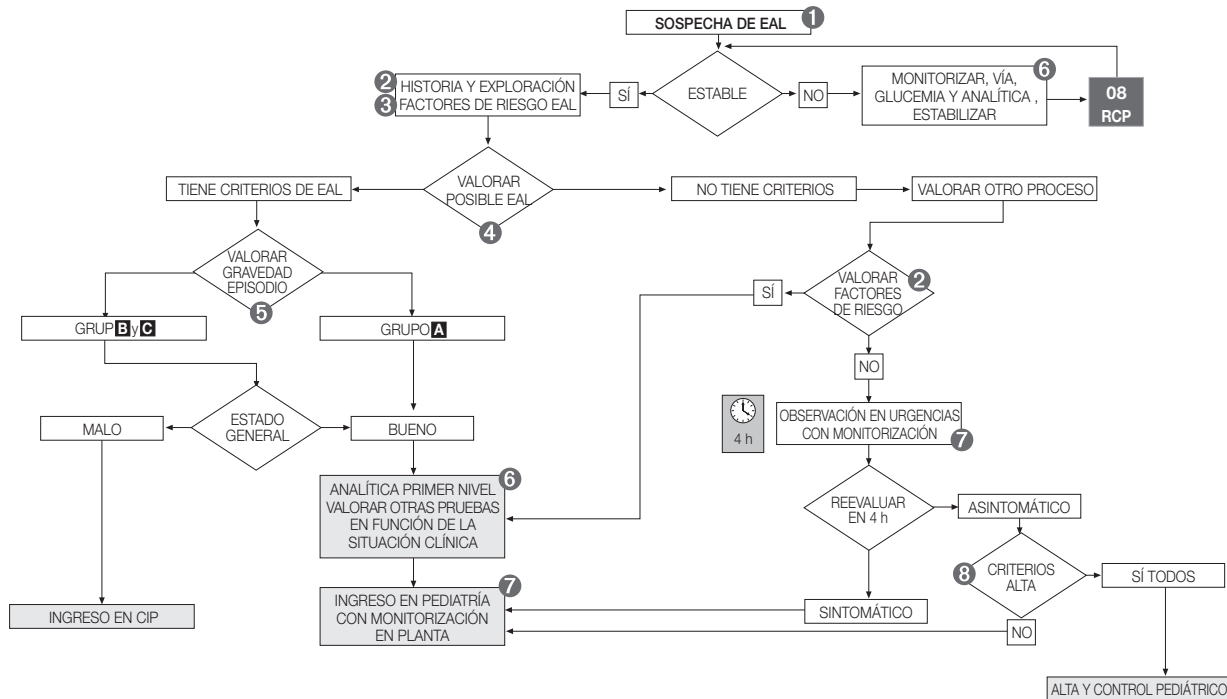 SOSPECHA DE EAL 1
ESTABLE
SÍ
NO
2 HISTORIA Y EXPLORACIÓN
3 FACTORES DE RIESGO EAL
6
MONITORIZAR, VÍA,
GLUCEMIA Y ANALÍTICA ,
ESTABILIZAR
08
RCP
TIENE CRITERIOS DE EAL
VALORAR
POSIBLE EAL
4
NO TIENE CRITERIOS
VALORAR OTRO PROCESO
VALORAR
GRAVEDAD
EPISODIO
5
SÍ
VALORAR 2
FACTORES
DE RIESGO
GRUP B y C
GRUPO A
NO
MALO
ESTADO
GENERAL
BUENO
4 h
OBSERVACIÓN EN URGENCIAS
CON MONITORIZACIÓN 7
6
ANALÍTICA PRIMER NIVEL
VALORAR OTRAS PRUEBAS
EN FUNCIÓN DE LA
SITUACIÓN CLÍNICA
REEVALUAR
EN 4 h
ASINTOMÁTICO
8 CRITERIOS
ALTA
SÍ TODOS
7
INGRESO EN CIP
INGRESO EN PEDIATRÍA
CON MONITORIZACIÓN
EN PLANTA
SINTOMÁTICO
NO
ALTA Y CONTROL PEDIÁTRICO